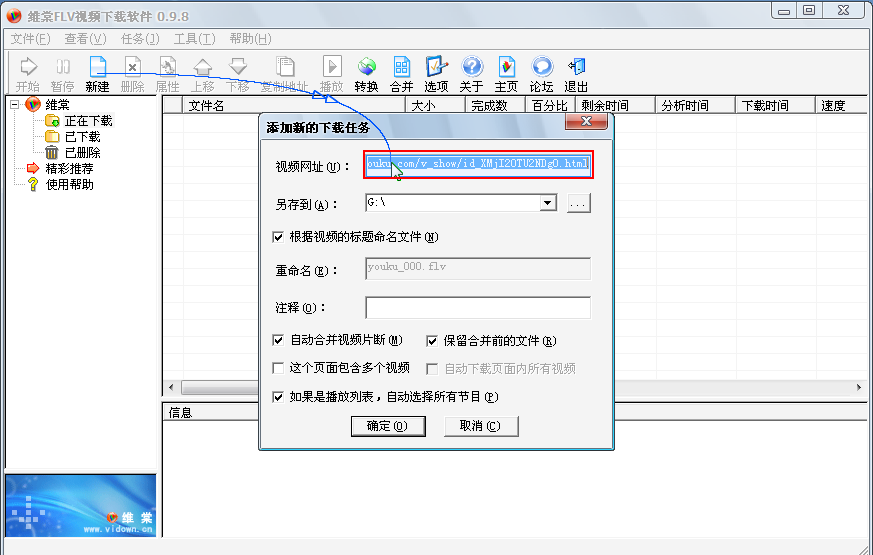 维棠FLV视频下载软件 0.9.8
文件(F) 查看(V) 任务(J) 工具(T) 帮助(H)
开始 暂停 新建 删除 属性 上移 下移 复制地址 播放 转换 合并 选项 关于 主页 论坛 退出
维棠
正在下载
已下载
已删除
精彩推荐
使用帮助
文件名 大小 完成数 百分比 剩余时间 分析时间 下载时间 速度
添加新的下载任务
视频网址(U): ouku.com/v_show/id_XMjI2OTU2NDg0.html
另存到(A): G:\ ...
根据视频的标题命名文件(N)
重命名(E): youku_000.flv
注释(O):
自动合并视频片断(M) 保留合并前的文件(R)
这个页面包含多个视频 自动下载页面内所有视频
如果是播放列表，自动选择所有节目(P)
确定(O) 取消(C)
信息
维棠
www.vidown.cn